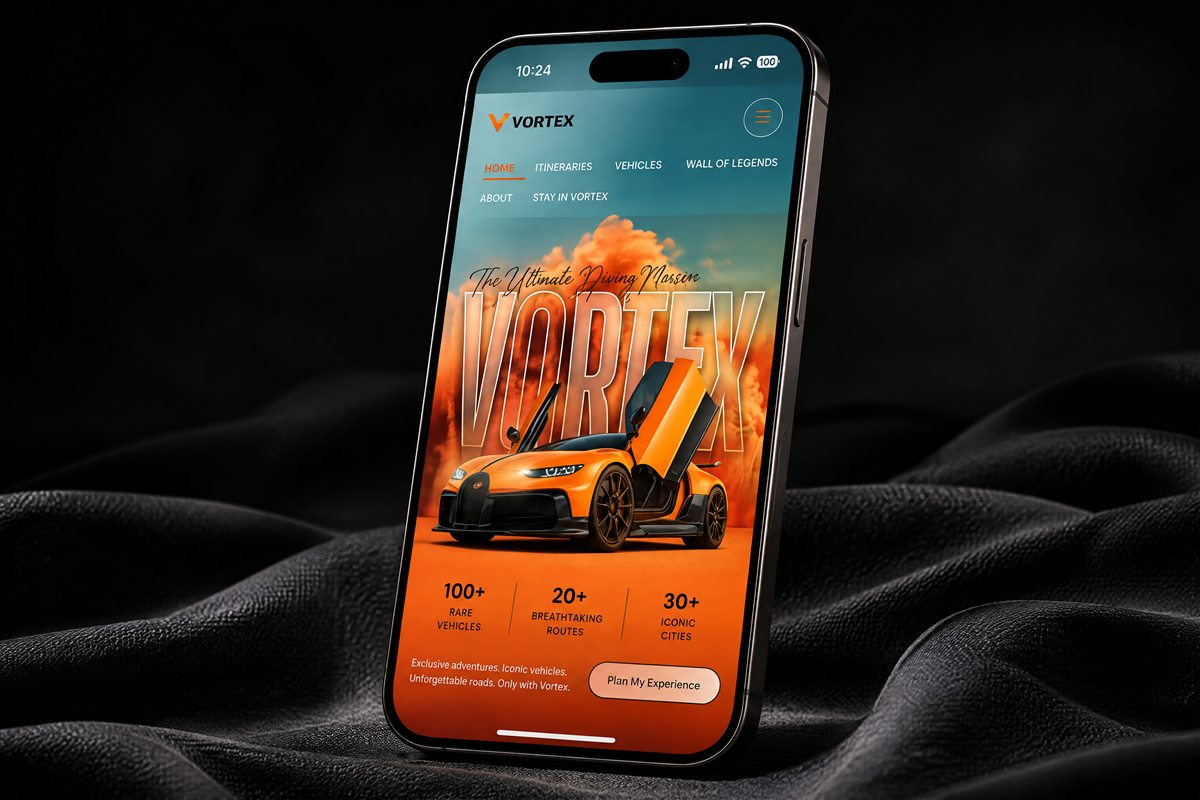 10:24
100
VORTEX
HOME ITINERARIES VEHICLES WALL OF LEGENDS
ABOUT STAY IN VORTEX
The Ultimate Diving Massin
VORTEX
100+
RARE
VEHICLES
20+
BREATHTAKING
ROUTES
30+
ICONIC
CITIES
Exclusive adventures. Iconic vehicles.
Unforgettable roads. Only with Vortex.
Plan My Experience